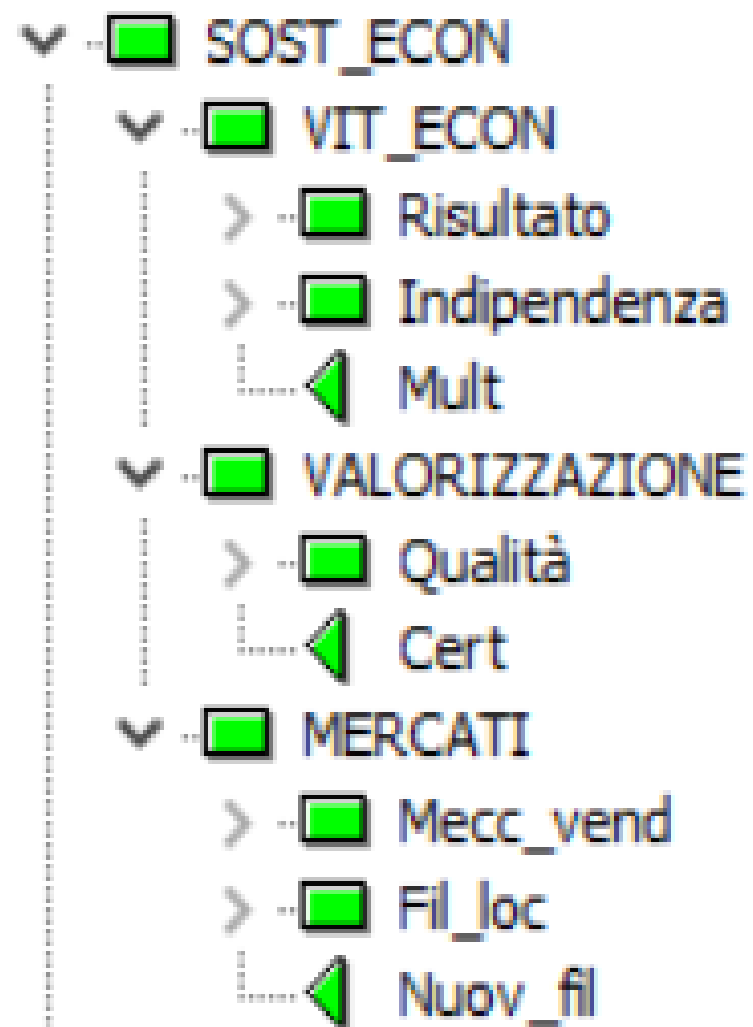 SOST_ECON
VIT_ECON
Risultato
Indipendenza
Mult
VALORIZZAZIONE
Qualità
Cert
MERCATI
Mecc_vend
Fil_loc
Nuov_fil